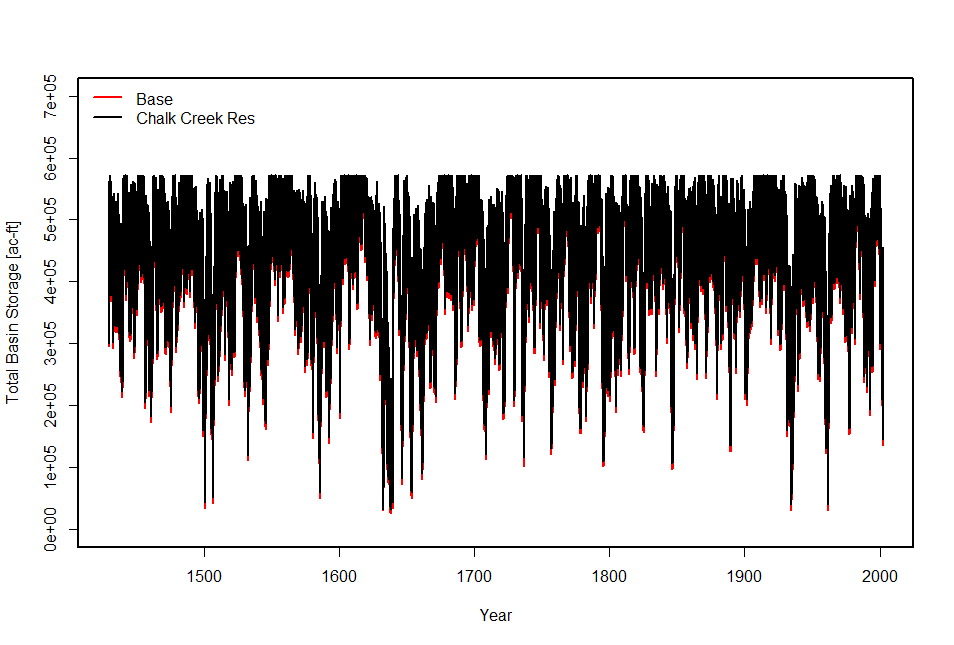 Base
Chalk Creek Res
Total Basin Storage [ac-ft]
7e+05
6e+05
5e+05
4e+05
3e+05
2e+05
1e+05
0e+00
1500 1600 1700 1800 1900 2000
Year